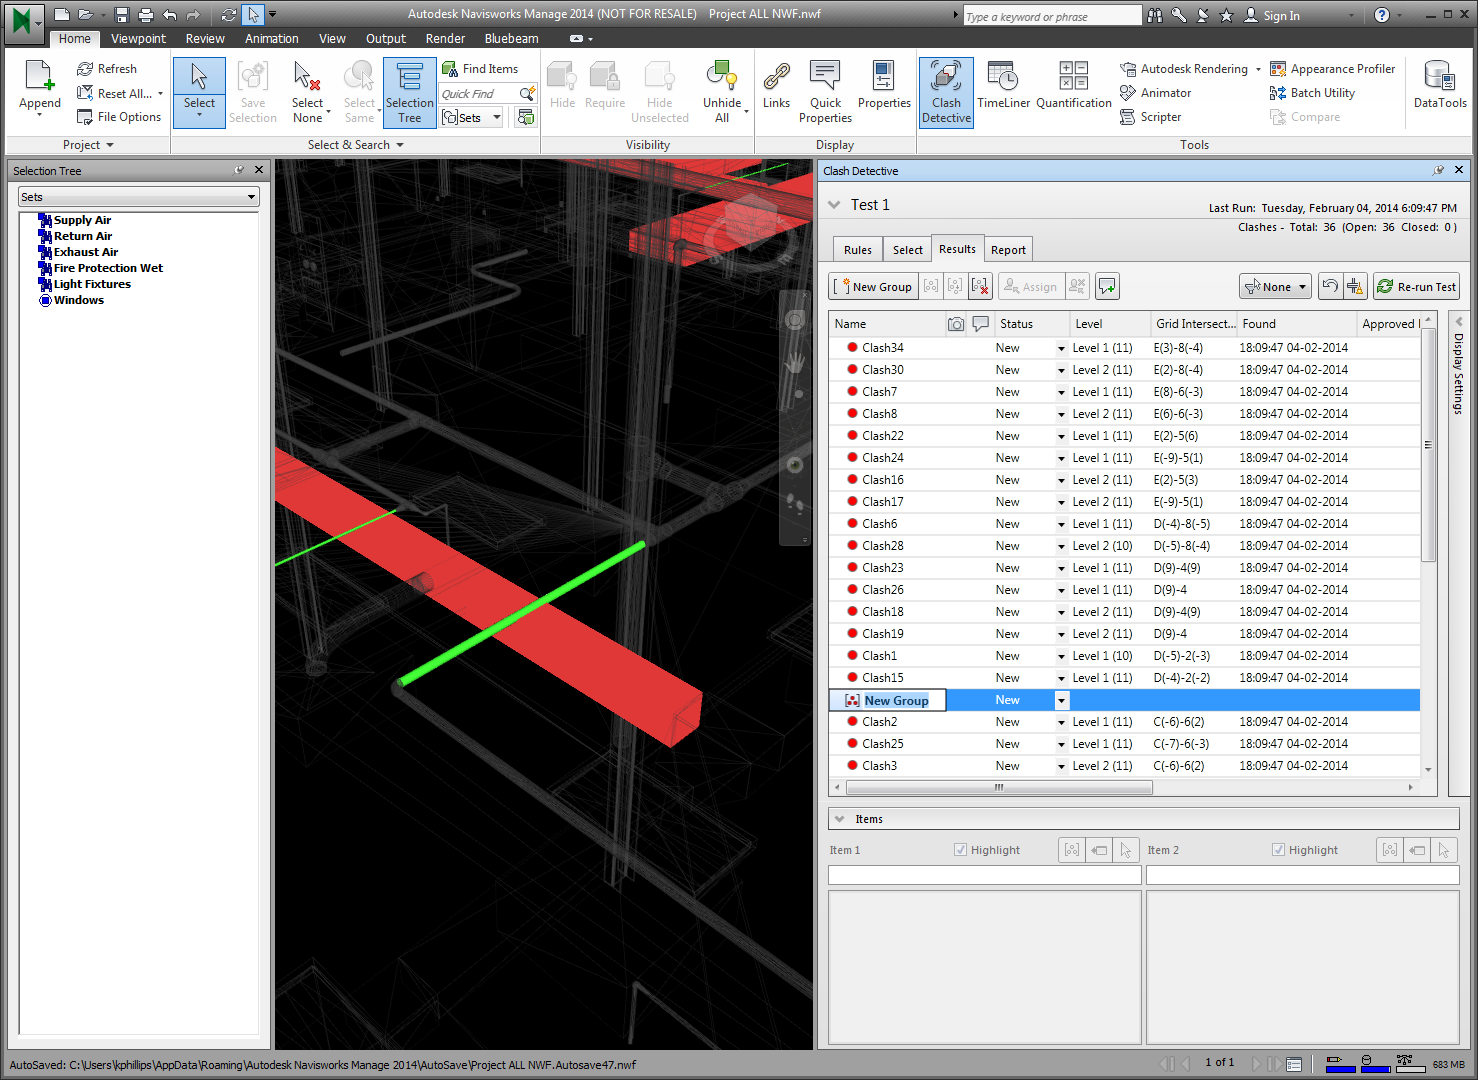 Autodesk Navisworks Manage 2014 (NOT FOR RESALE) Project ALL NWF.nwf
Type a keyword or phrase
Sign In
Home Viewpoint Review Animation View Output Render Bluebeam
Append
Refresh
Reset All...
File Options
Project
Select
Save Selection
Select None
Select Same
Selection Tree
Find Items
Quick Find
Sets
Select & Search
Hide
Require
Hide Unselected
Unhide All
Visibility
Links
Quick Properties
Properties
Display
Clash Detective
TimeLiner
Quantification
Autodesk Rendering
Animator
Scripter
Appearance Profiler
Batch Utility
Compare
Tools
DataTools
Selection Tree
Sets
Supply Air
Return Air
Exhaust Air
Fire Protection Wet
Light Fixtures
Windows
Clash Detective
Test 1
Last Run: Tuesday, February 04, 2014 6:09:47 PM
Clashes - Total: 36 (Open: 36 Closed: 0 )
Rules Select Results Report
New Group Assign None Re-run Test
Name Status Level Grid Intersect... Found Approved
Clash34 New Level 1 (11) E(3)-8(-4) 18:09:47 04-02-2014
Clash30 New Level 2 (11) E(2)-8(-4) 18:09:47 04-02-2014
Clash7 New Level 1 (11) E(8)-6(-3) 18:09:47 04-02-2014
Clash8 New Level 2 (11) E(6)-6(-3) 18:09:47 04-02-2014
Clash22 New Level 1 (11) E(2)-5(6) 18:09:47 04-02-2014
Clash24 New Level 1 (11) E(-9)-5(1) 18:09:47 04-02-2014
Clash16 New Level 2 (11) E(2)-5(3) 18:09:47 04-02-2014
Clash17 New Level 2 (11) E(-9)-5(1) 18:09:47 04-02-2014
Clash6 New Level 1 (11) D(-4)-8(-5) 18:09:47 04-02-2014
Clash28 New Level 2 (10) D(-5)-8(-4) 18:09:47 04-02-2014
Clash23 New Level 1 (11) D(9)-4(9) 18:09:47 04-02-2014
Clash26 New Level 1 (11) D(9)-4 18:09:47 04-02-2014
Clash18 New Level 2 (11) D(9)-4(9) 18:09:47 04-02-2014
Clash19 New Level 2 (11) D(9)-4 18:09:47 04-02-2014
Clash1 New Level 1 (10) D(-5)-2(-3) 18:09:47 04-02-2014
Clash15 New Level 1 (11) D(-4)-2(-2) 18:09:47 04-02-2014
New Group New
Clash2 New Level 1 (11) C(-6)-6(2) 18:09:47 04-02-2014
Clash25 New Level 1 (11) C(-7)-6(-3) 18:09:47 04-02-2014
Clash3 New Level 2 (11) C(-6)-6(2) 18:09:47 04-02-2014
Display Settings
Items
Item 1 Highlight Item 2 Highlight
AutoSaved: C:\Users\kphillips\AppData\Roaming\Autodesk Navisworks Manage 2014\AutoSave\Project ALL NWF.Autosave47.nwf
1 of 1
683 MB